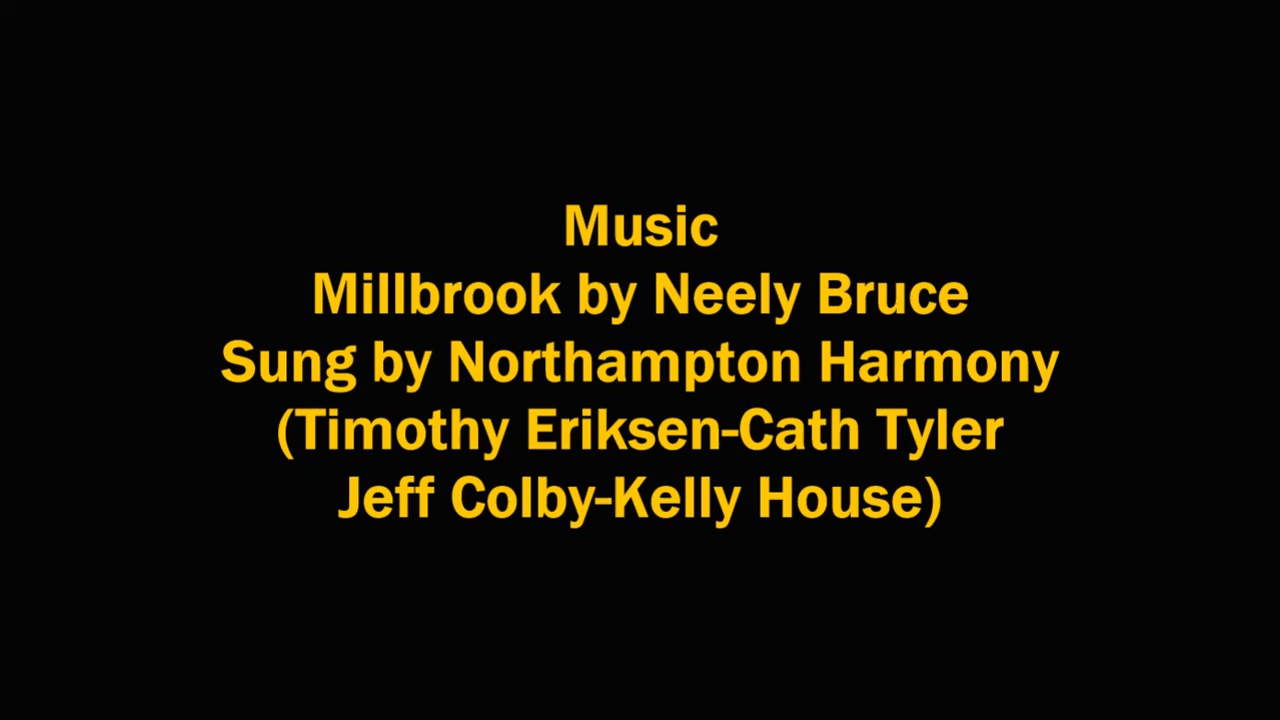 Music
Millbrook by Neely Bruce
Sung by Northampton Harmony
(Timothy Eriksen-Cath Tyler
Jeff Colby-Kelly House)